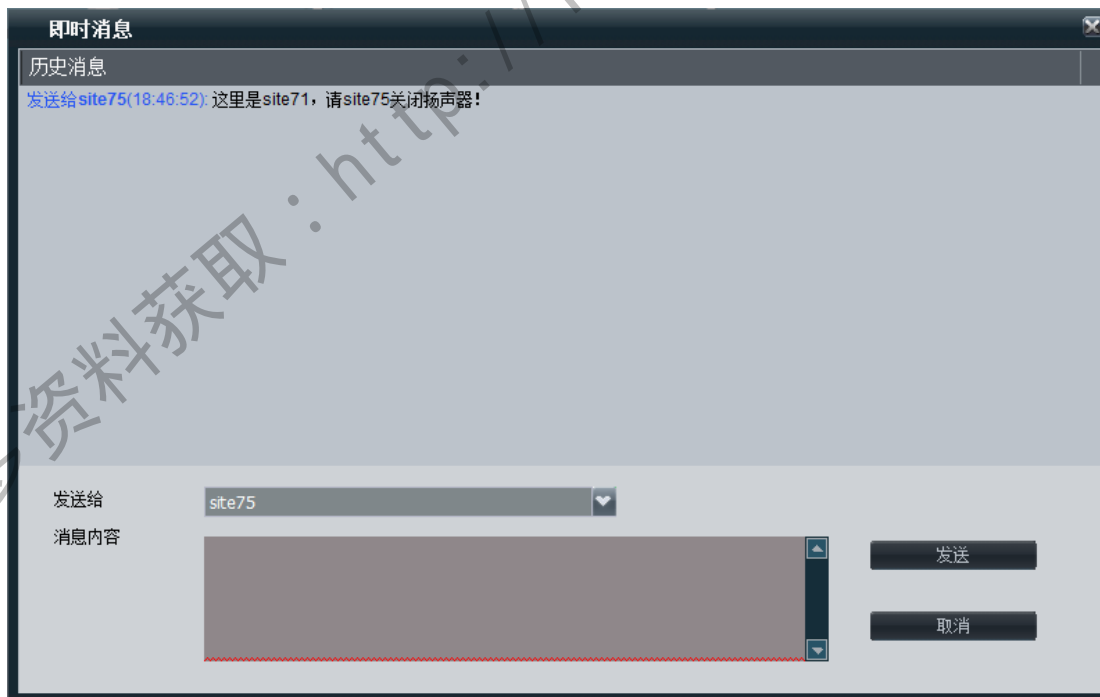 即时消息
历史消息
发送给site75(18:46:52): 这里是site71，请site75关闭扬声器！
资料获取：http://
发送给
site75
消息内容
发送
取消